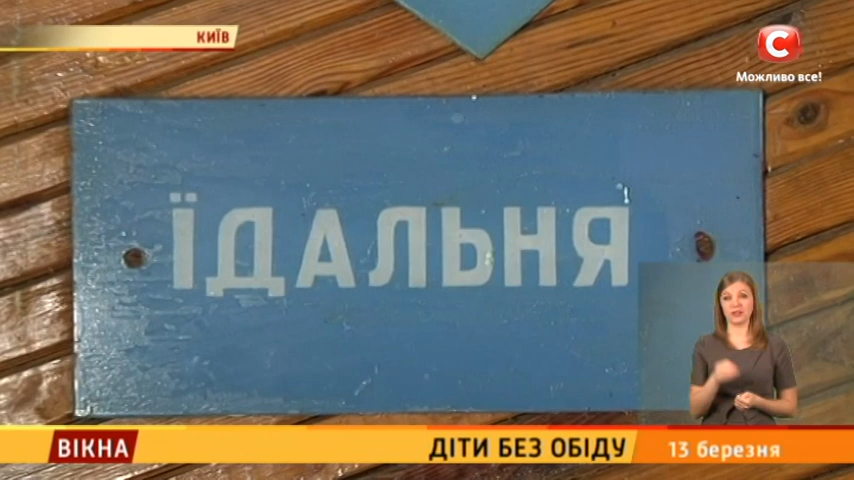 КИЇВ
С
Можливо все!
ЇДАЛЬНЯ
ВІКНА
ДІТИ БЕЗ ОБІДУ
13 березня